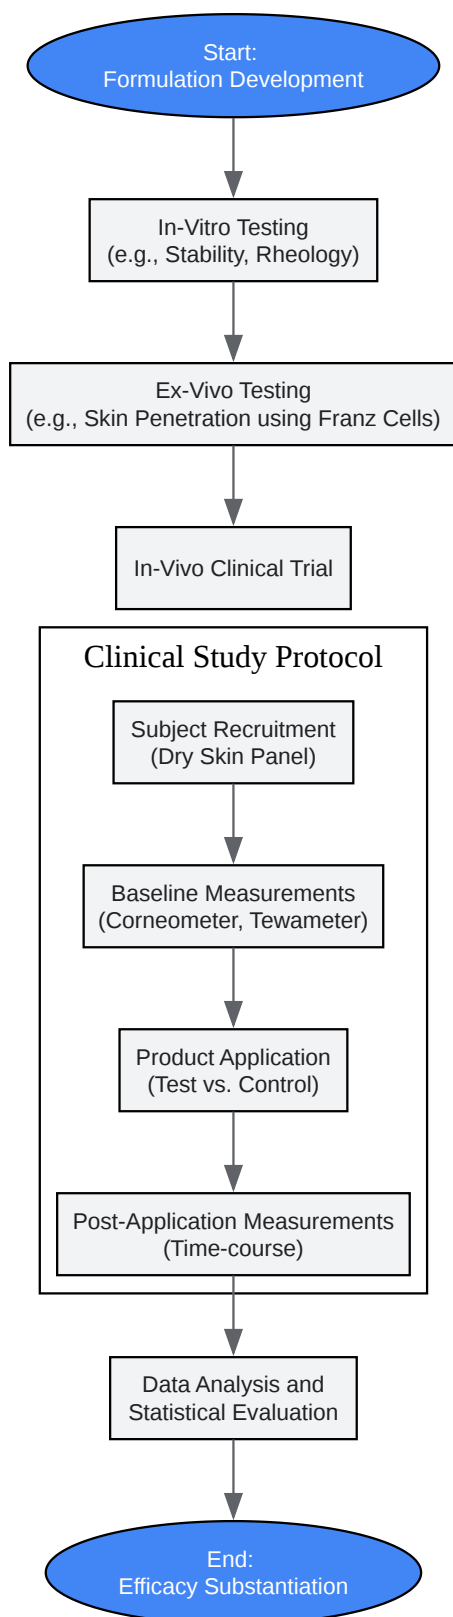 Start:
Formulation Development
In-Vitro Testing
(e.g., Stability, Rheology)
Ex-Vivo Testing
(e.g., Skin Penetration using Franz Cells)
In-Vivo Clinical Trial
Clinical Study Protocol
Subject Recruitment
(Dry Skin Panel)
Baseline Measurements
(Corneometer, Tewameter)
Product Application
(Test vs. Control)
Post-Application Measurements
(Time-course)
Data Analysis and
Statistical Evaluation
End:
Efficacy Substantiation